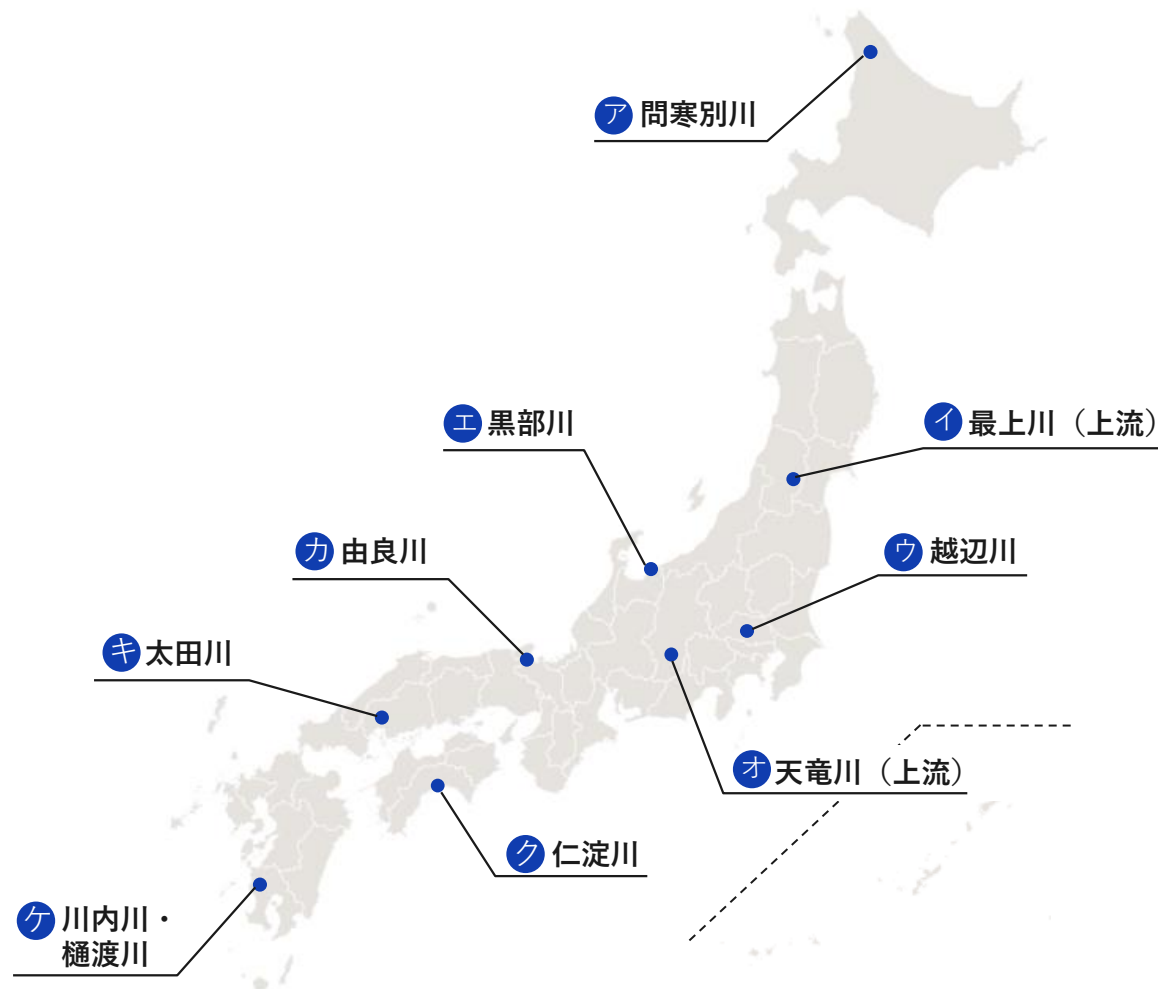 ア 問寒別川
エ 黒部川
イ 最上川（上流）
カ 由良川
ウ 越辺川
キ 太田川
オ 天竜川（上流）
ク 仁淀川
ケ 川内川・
樋渡川